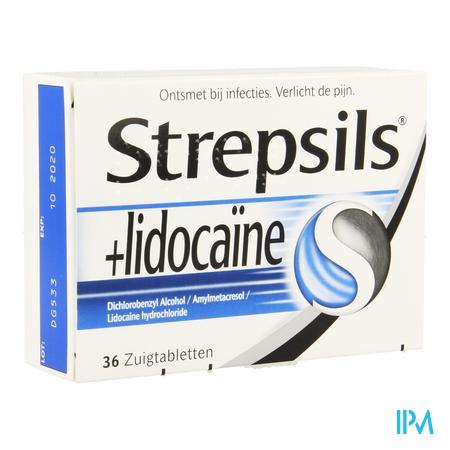 Ontsmet bij infecties. Verlicht de pijn.
Strepsils®
+lidocaïne
Dichlorobenzyl Alcohol / Amylmetacresol /
Lidocaine hydrochloride
36 Zuigtabletten
EXP: 10 2020
LOT: DG533
IPM